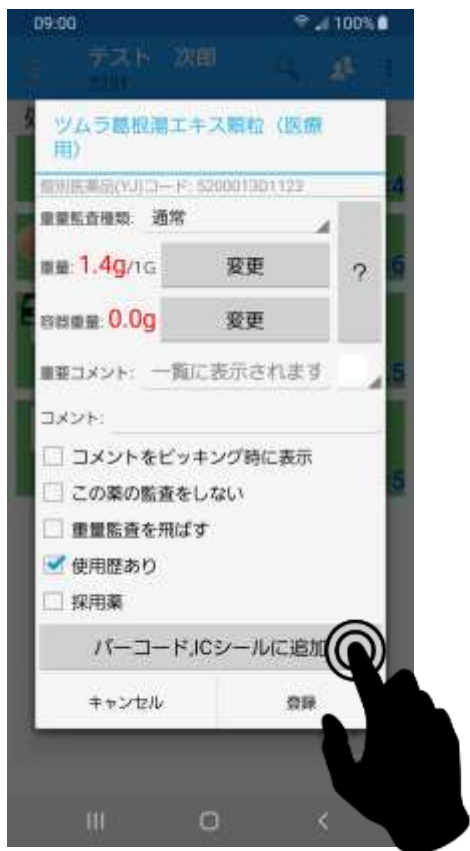 09:00 100%
テスト 次郎
ツムラ葛根湯エキス顆粒（医療
用）
個別医薬品(YJ)コード: 5200013D1123
重量監査種類: 通常
重量: 1.4g/1G 変更 ?
容器重量: 0.0g 変更
重要コメント: 一覧に表示されます
コメント:
コメントをピッキング時に表示
この薬の監査をしない
重量監査を飛ばす
使用歴あり
採用薬
バーコード,ICシールに追加
キャンセル 登録